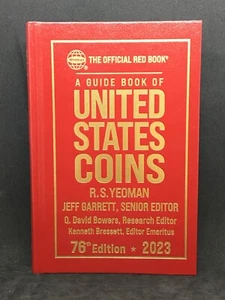 THE OFFICIAL RED BOOK®
A GUIDE BOOK OF
UNITED
STATES
COINS
R.S. YEOMAN
JEFF GARRETT, SENIOR EDITOR
Q. David Bowers, Research Editor
Kenneth Bressett, Editor Emeritus
76th Edition ★ 2023